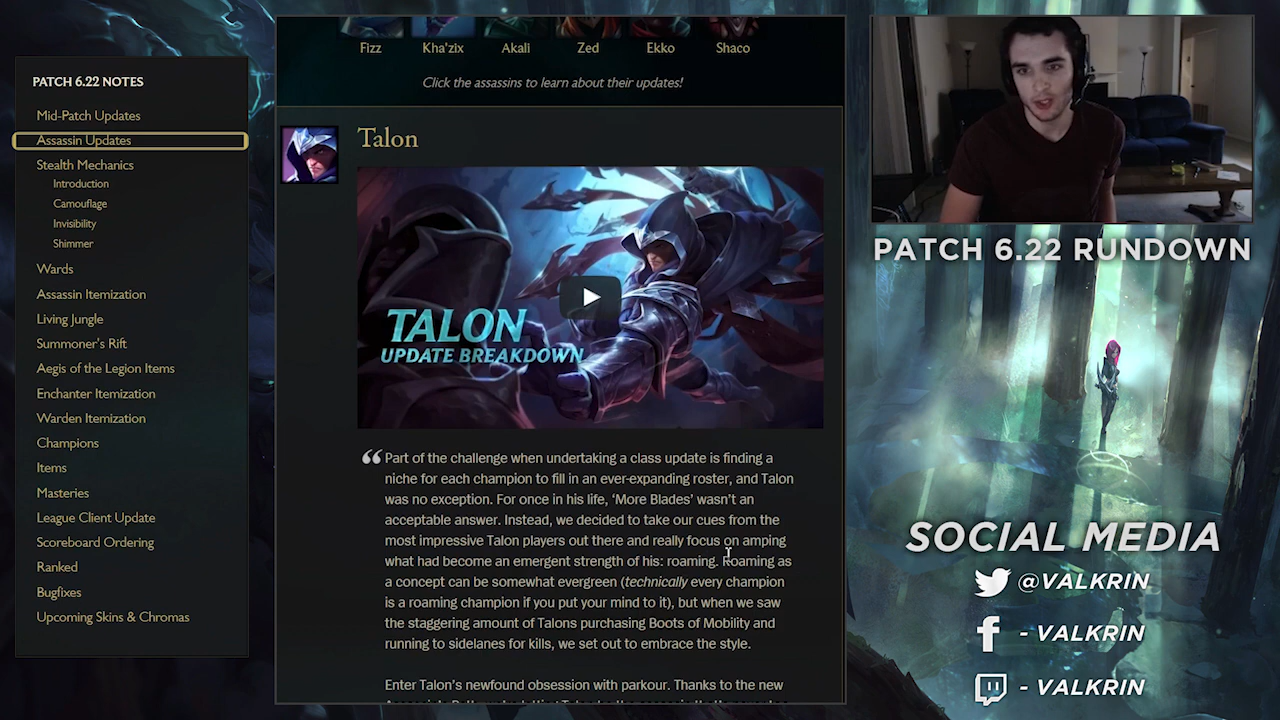 PATCH 6.22 NOTES
Mid-Patch Updates
Assassin Updates
Stealth Mechanics
Introduction
Camouflage
Invisibility
Shimmer
Wards
Assassin Itemization
Living Jungle
Summoner's Rift
Aegis of the Legion Items
Enchanter Itemization
Warden Itemization
Champions
Items
Masteries
League Client Update
Scoreboard Ordering
Ranked
Bugfixes
Upcoming Skins & Chromas
Fizz Kha'zix Akali Zed Ekko Shaco
Click the assassins to learn about their updates!
Talon
TALON
UPDATE BREAKDOWN
“ Part of the challenge when undertaking a class update is finding a
niche for each champion to fill in an ever-expanding roster, and Talon
was no exception. For once in his life, ‘More Blades’ wasn’t an
acceptable answer. Instead, we decided to take our cues from the
most impressive Talon players out there and really focus on amping
what had become an emergent strength of his: roaming. Roaming as
a concept can be somewhat evergreen (technically every champion
is a roaming champion if you put your mind to it), but when we saw
the staggering amount of Talons purchasing Boots of Mobility and
running to sidelanes for kills, we set out to embrace the style.
Enter Talon’s newfound obsession with parkour. Thanks to the new
PATCH 6.22 RUNDOWN
SOCIAL MEDIA
@VALKRIN
- VALKRIN
- VALKRIN